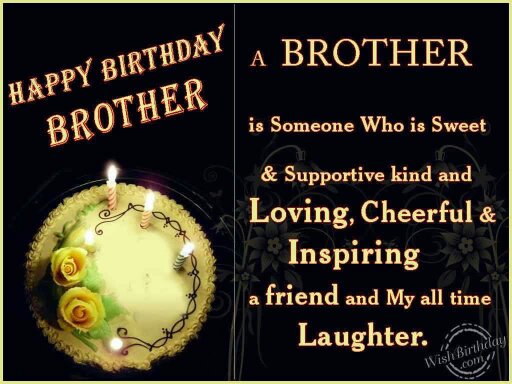 HAPPY BIRTHDAY
BROTHER
A BROTHER
is Someone Who is Sweet
& Supportive kind and
Loving, Cheerful &
Inspiring
a friend and My all time
Laughter.
WishBirthday
.com